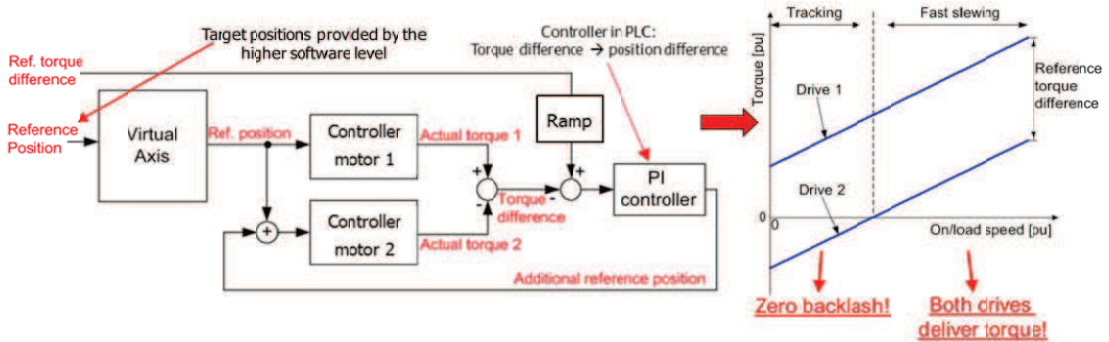 Target positions provided by the
higher software level
Controller in PLC:
Torque difference → position difference
Ref. torque
difference
Reference
Position
Virtual
Axis
Ref. position
Controller
motor 1
Actual torque 1
Ramp
+
-
+
-
Torque
difference
PI
controller
+
Controller
motor 2
Actual torque 2
Additional reference position
Tracking
Fast slewing
Torque [pu]
Drive 1
Reference
torque
difference
Drive 2
0
0
On/load speed [pu]
Zero backlash!
Both drives
deliver torque!